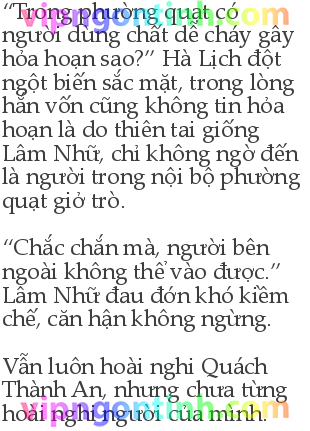 vipngontinh.com
“Trong phường quạt có
người dùng chất dễ cháy gây
hỏa hoạn sao?” Hà Lịch đột
ngột biến sắc mặt, trong lòng
hắn vốn cũng không tin hỏa
hoạn là do thiên tai giống
Lâm Nhữ, chỉ không ngờ đến
là người trong nội bộ phường
quạt giở trò.
“Chắc chắn mà, người bên
ngoài không thể vào được.”
Lâm Nhữ đau đớn khó kiềm
chế, căn hận không ngừng.
Vẫn luôn hoài nghi Quách
Thành An, nhưng chưa từng
hoài nghi người của mình.
vipngontinh.com